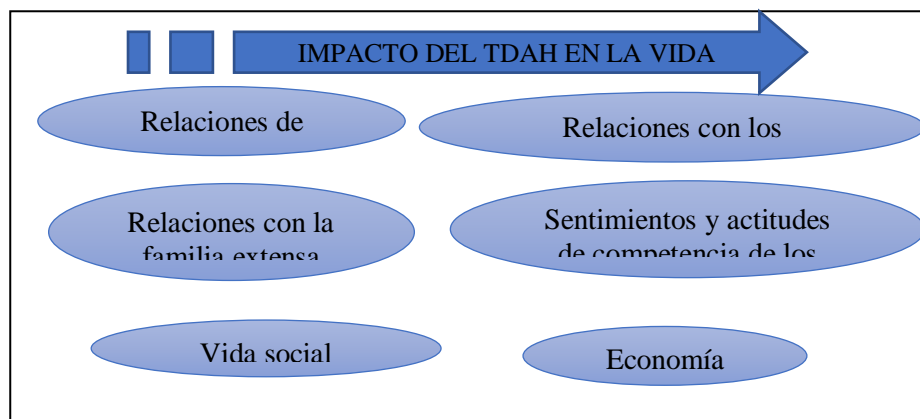 IMPACTO DEL TDAH EN LA VIDA
Relaciones de
Relaciones con los
Relaciones con la
familia extensa
Sentimientos y actitudes
de competencia de los
Vida social
Economía